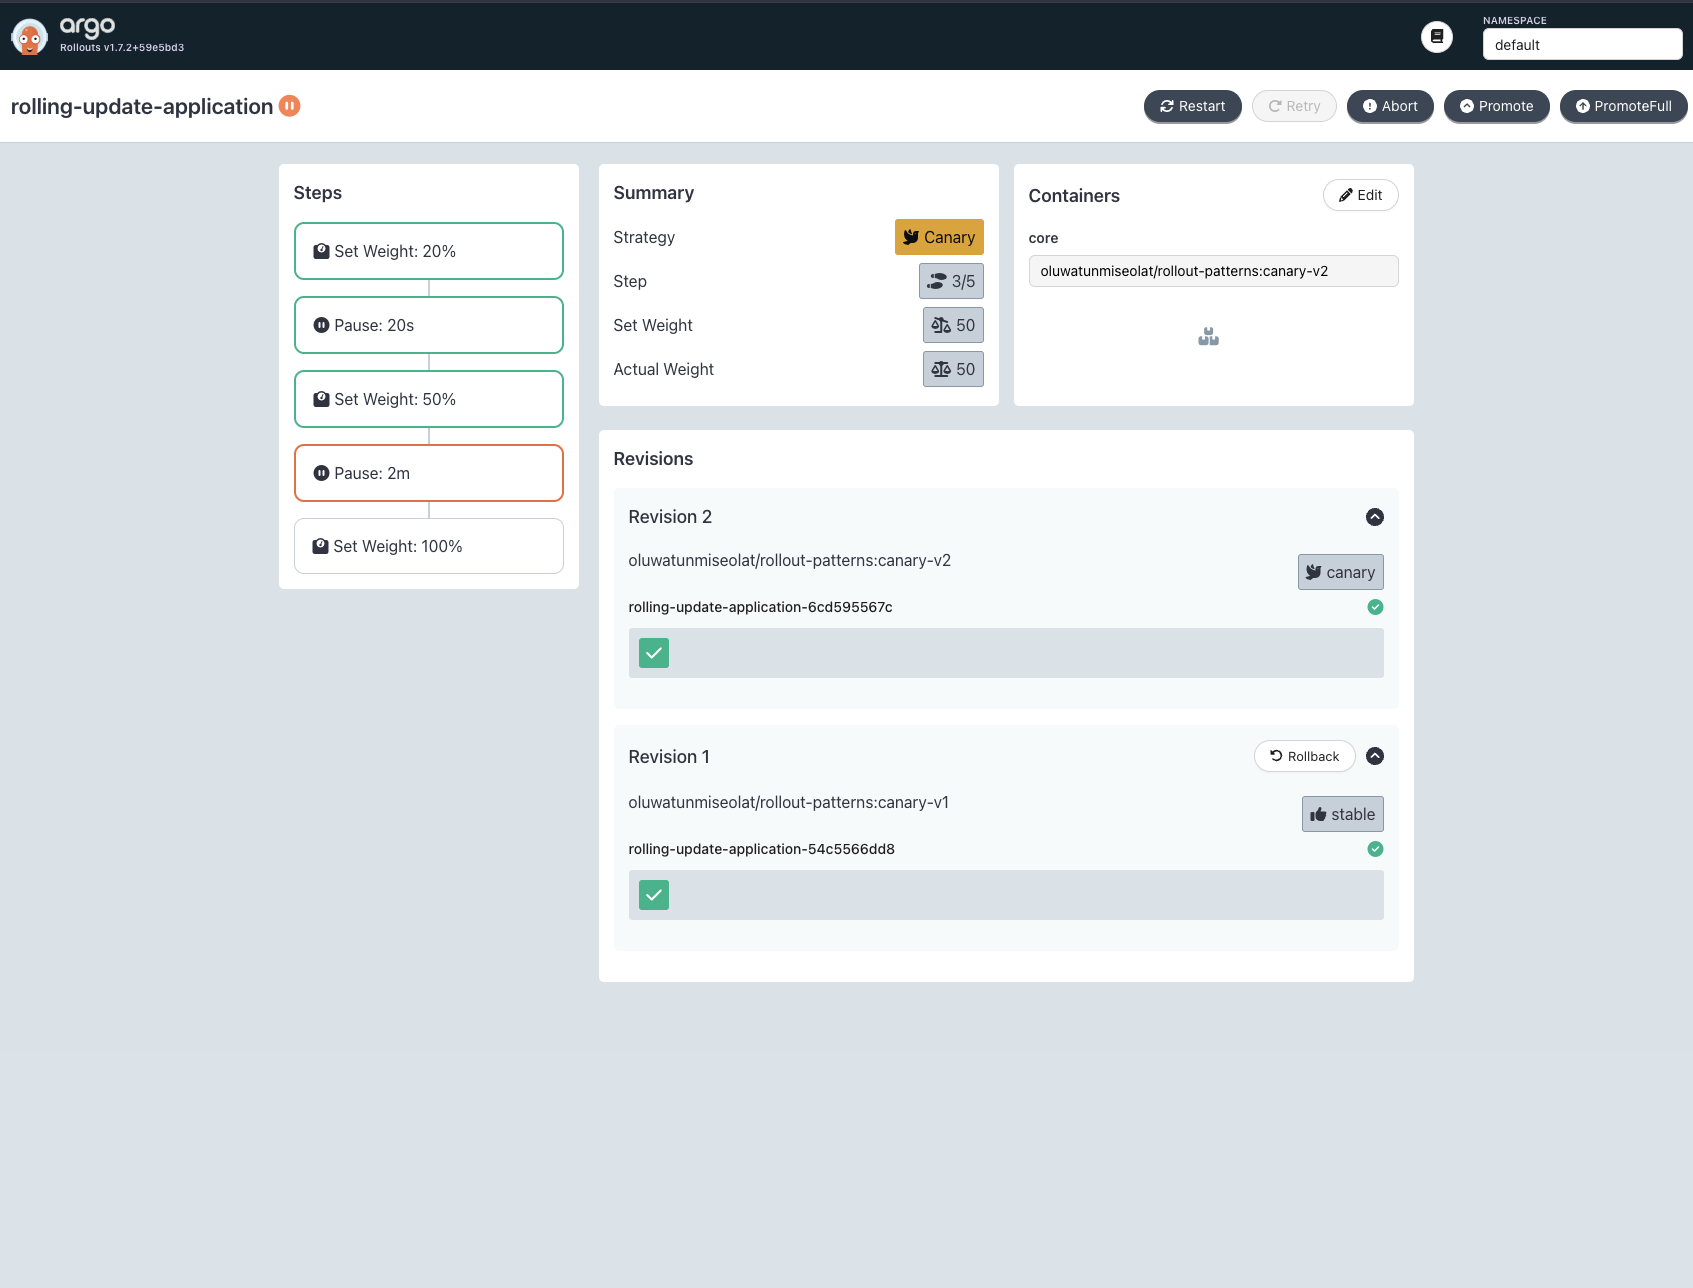 argo
Rollouts v1.7.2+59e5bd3
NAMESPACE
default
rolling-update-application
Restart
Retry
Abort
Promote
PromoteFull
Steps
Set Weight: 20%
Pause: 20s
Set Weight: 50%
Pause: 2m
Set Weight: 100%
Summary
Strategy Canary
Step 3/5
Set Weight 50
Actual Weight 50
Containers
Edit
core
oluwatunmiseolat/rollout-patterns:canary-v2
Revisions
Revision 2
oluwatunmiseolat/rollout-patterns:canary-v2
canary
rolling-update-application-6cd595567c
Revision 1
Rollback
oluwatunmiseolat/rollout-patterns:canary-v1
stable
rolling-update-application-54c5566dd8